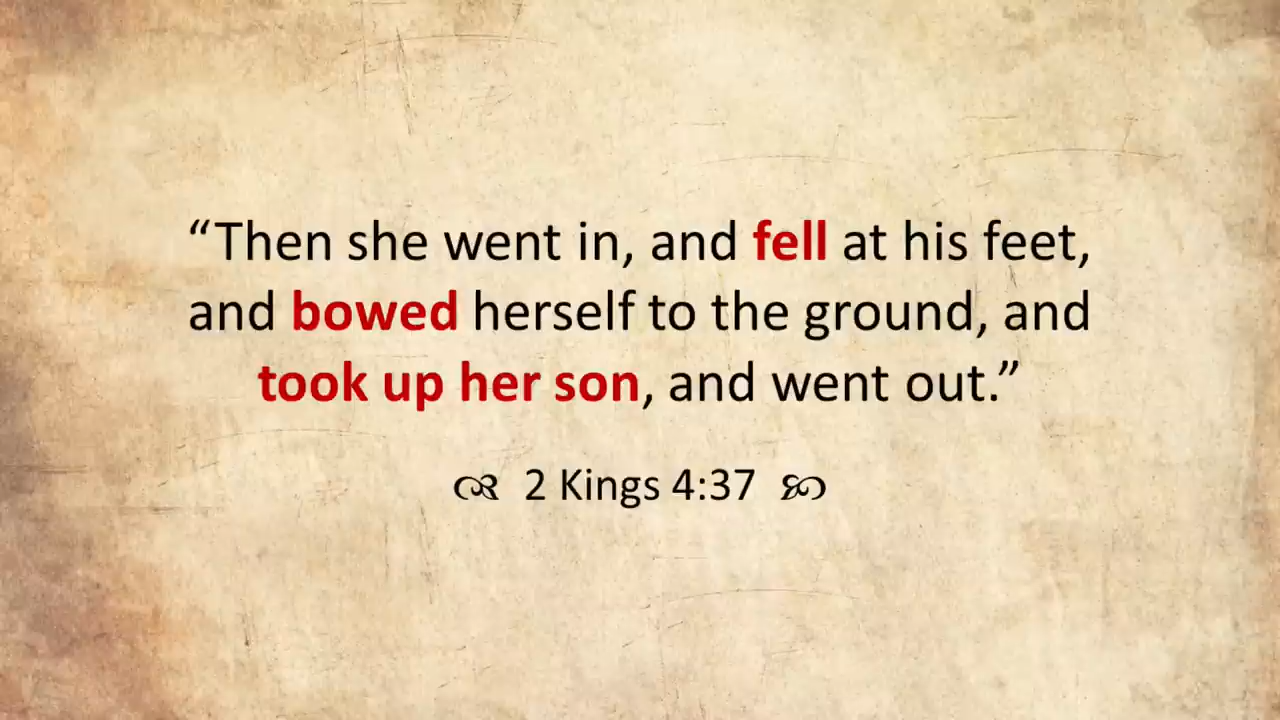 “Then she went in, and fell at his feet,
and bowed herself to the ground, and
took up her son, and went out.”
2 Kings 4:37